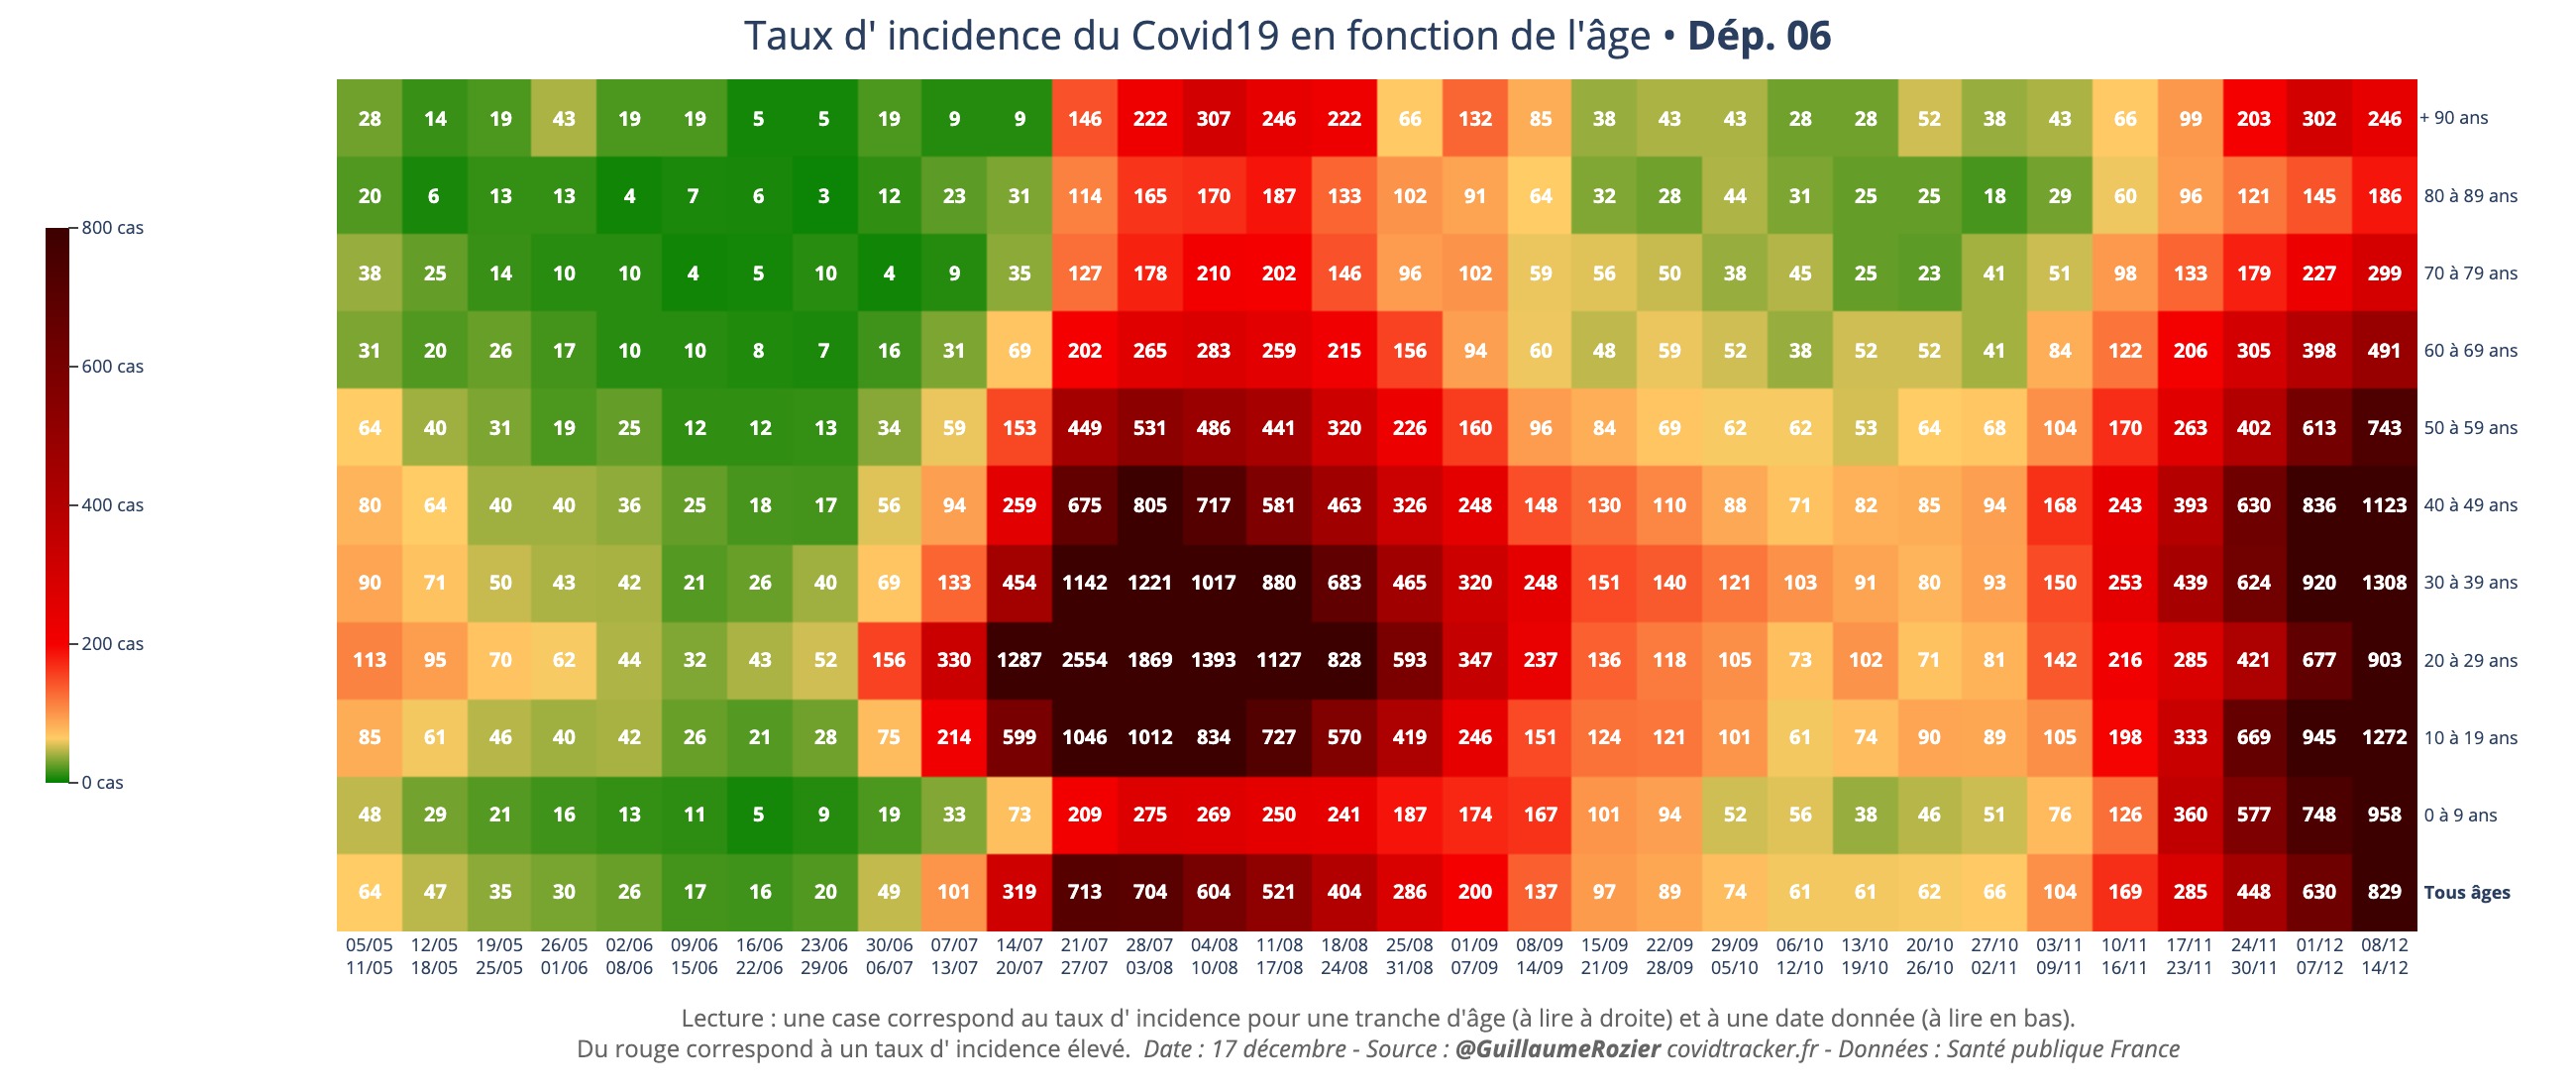 Taux d' incidence du Covid19 en fonction de l'âge • Dép. 06
28 14 19 43 19 19 5 5 19 9 9 146 222 307 246 222 66 132 85 38 43 43 28 28 52 38 43 66 99 203 302 246 + 90 ans
20 6 13 13 4 7 6 3 12 23 31 114 165 170 187 133 102 91 64 32 28 44 31 25 25 18 29 60 96 121 145 186 80 à 89 ans
800 cas
38 25 14 10 10 4 5 10 4 9 35 127 178 210 202 146 96 102 59 56 50 38 45 25 23 41 51 98 133 179 227 299 70 à 79 ans
31 20 26 17 10 10 8 7 16 31 69 202 265 283 259 215 156 94 60 48 59 52 38 52 52 41 84 122 206 305 398 491 60 à 69 ans
600 cas
64 40 31 19 25 12 12 13 34 59 153 449 531 486 441 320 226 160 96 84 69 62 62 53 64 68 104 170 263 402 613 743 50 à 59 ans
400 cas
80 64 40 40 36 25 18 17 56 94 259 675 805 717 581 463 326 248 148 130 110 88 71 82 85 94 168 243 393 630 836 1123 40 à 49 ans
90 71 50 43 42 21 26 40 69 133 454 1142 1221 1017 880 683 465 320 248 151 140 121 103 91 80 93 150 253 439 624 920 1308 30 à 39 ans
200 cas
113 95 70 62 44 32 43 52 156 330 1287 2554 1869 1393 1127 828 593 347 237 136 118 105 73 102 71 81 142 216 285 421 677 903 20 à 29 ans
85 61 46 40 42 26 21 28 75 214 599 1046 1012 834 727 570 419 246 151 124 121 101 61 74 90 89 105 198 333 669 945 1272 10 à 19 ans
0 cas
48 29 21 16 13 11 5 9 19 33 73 209 275 269 250 241 187 174 167 101 94 52 56 38 46 51 76 126 360 577 748 958 0 à 9 ans
64 47 35 30 26 17 16 20 49 101 319 713 704 604 521 404 286 200 137 97 89 74 61 61 62 66 104 169 285 448 630 829 Tous âges
05/05 12/05 19/05 26/05 02/06 09/06 16/06 23/06 30/06 07/07 14/07 21/07 28/07 04/08 11/08 18/08 25/08 01/09 08/09 15/09 22/09 29/09 06/10 13/10 20/10 27/10 03/11 10/11 17/11 24/11 01/12 08/12
11/05 18/05 25/05 01/06 08/06 15/06 22/06 29/06 06/07 13/07 20/07 27/07 03/08 10/08 17/08 24/08 31/08 07/09 14/09 21/09 28/09 05/10 12/10 19/10 26/10 02/11 09/11 16/11 23/11 30/11 07/12 14/12
Lecture : une case correspond au taux d' incidence pour une tranche d'âge (à lire à droite) et à une date donnée (à lire en bas).
Du rouge correspond à un taux d' incidence élevé. Date : 17 décembre - Source : @GuillaumeRozier covidtracker.fr - Données : Santé publique France